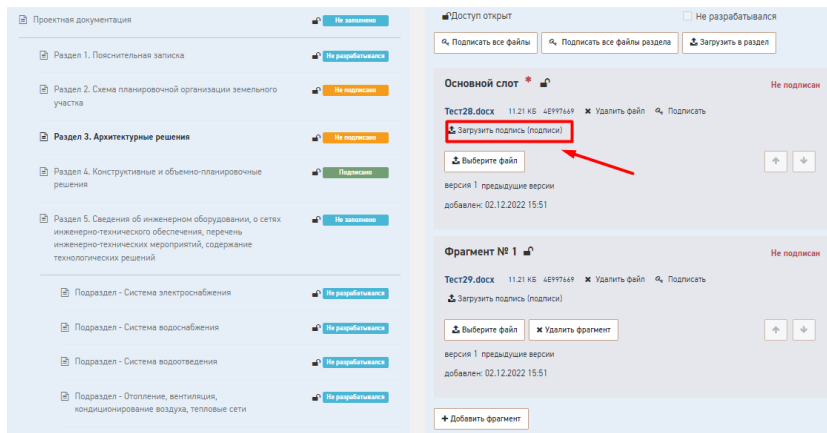 Проектная документация
Не заполнено
Раздел 1. Пояснительная записка
Не разрабатывался
Раздел 2. Схема планировочной организации земельного
участка
Не подписано
Раздел 3. Архитектурные решения
Не подписано
Раздел 4. Конструктивные и объемно-планировочные
решения
Подписано
Раздел 5. Сведения об инженерном оборудовании, о сетях
инженерно-технического обеспечения, перечень
инженерно-технических мероприятий, содержание
технологических решений
Не заполнено
Подраздел - Система электроснабжения
Не разрабатывался
Подраздел - Система водоснабжения
Не разрабатывался
Подраздел - Система водоотведения
Не разрабатывался
Подраздел - Отопление, вентиляция,
кондиционирование воздуха, тепловые сети
Не разрабатывался
Доступ открыт
Не разрабатывался
Подписать все файлы
Подписать все файлы раздела
Загрузить в раздел
Основной слот *
Не подписан
Тест28.docx 11.21 КБ 4E997669 Удалить файл Подписать
Загрузить подпись (подписи)
Выберите файл
версия 1 предыдущие версии
добавлен: 02.12.2022 15:51
Фрагмент № 1
Не подписан
Тест29.docx 11.21 КБ 4E997669 Удалить файл Подписать
Загрузить подпись (подписи)
Выберите файл
Удалить фрагмент
версия 1 предыдущие версии
добавлен: 02.12.2022 15:51
+ Добавить фрагмент